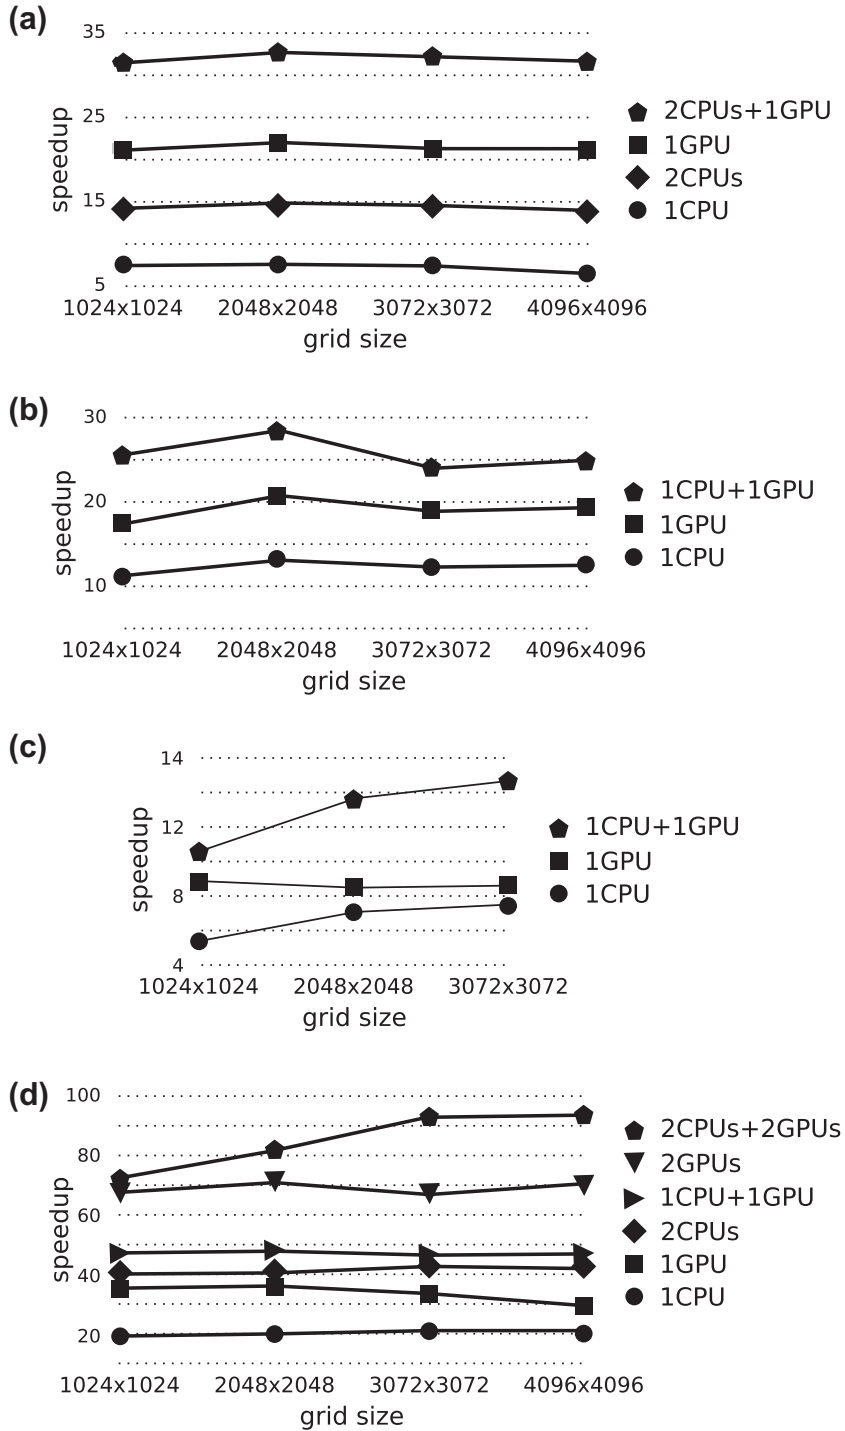 (a)
35
25
15
5
speedup
1024x1024 2048x2048 3072x3072 4096x4096
grid size
2CPUs+1GPU
1GPU
2CPUs
1CPU
(b)
30
20
10
speedup
1024x1024 2048x2048 3072x3072 4096x4096
grid size
1CPU+1GPU
1GPU
1CPU
(c)
14
12
8
4
speedup
1024x1024 2048x2048 3072x3072
grid size
1CPU+1GPU
1GPU
1CPU
(d)
100
80
60
40
20
speedup
1024x1024 2048x2048 3072x3072 4096x4096
grid size
2CPUs+2GPUs
2GPUs
1CPU+1GPU
2CPUs
1GPU
1CPU